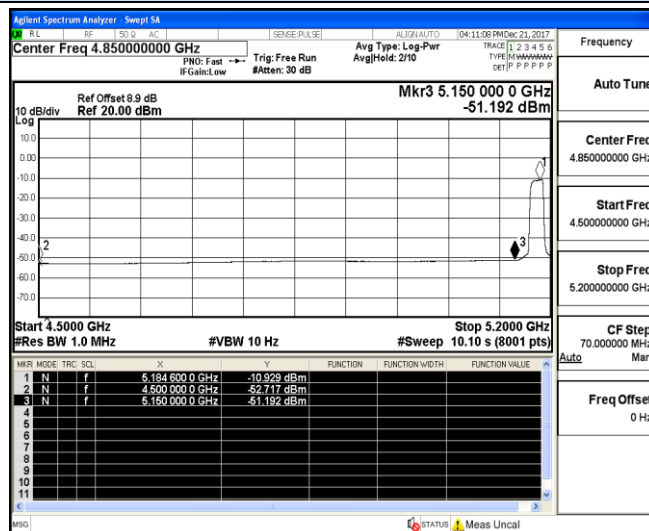 Agilent Spectrum Analyzer - Swept SA
RL RF 50 Ω AC SENSE:PULSE ALIGN AUTO 04:11:08 PM Dec 21, 2017
Center Freq 4.850000000 GHz
PNO: Fast
IFGain:Low
Trig: Free Run
#Atten: 30 dB
Avg Type: Log-Pwr
Avg|Hold: 2/10
TRACE 1 2 3 4 5 6
TYPE M
DET P P P P P P
Ref Offset 8.9 dB
10 dB/div Ref 20.00 dBm
Log
Mkr3 5.150 000 0 GHz
-51.192 dBm
10.0
0.00
-10.0
-20.0
-30.0
-40.0
-50.0
-60.0
-70.0
1
2
3
Start 4.5000 GHz Stop 5.2000 GHz
#Res BW 1.0 MHz #VBW 10 Hz #Sweep 10.10 s (8001 pts)
MKR MODE TRC SCL X Y FUNCTION FUNCTION WIDTH FUNCTION VALUE
1 N f 5.184 600 0 GHz -10.929 dBm
2 N f 4.500 000 0 GHz -52.717 dBm
3 N f 5.150 000 0 GHz -51.192 dBm
4
5
6
7
8
9
10
11
MSG STATUS Meas Uncal
Frequency
Auto Tune
Center Freq
4.850000000 GHz
Start Freq
4.500000000 GHz
Stop Freq
5.200000000 GHz
CF Step
70.000000 MHz
Auto Man
Freq Offset
0 Hz